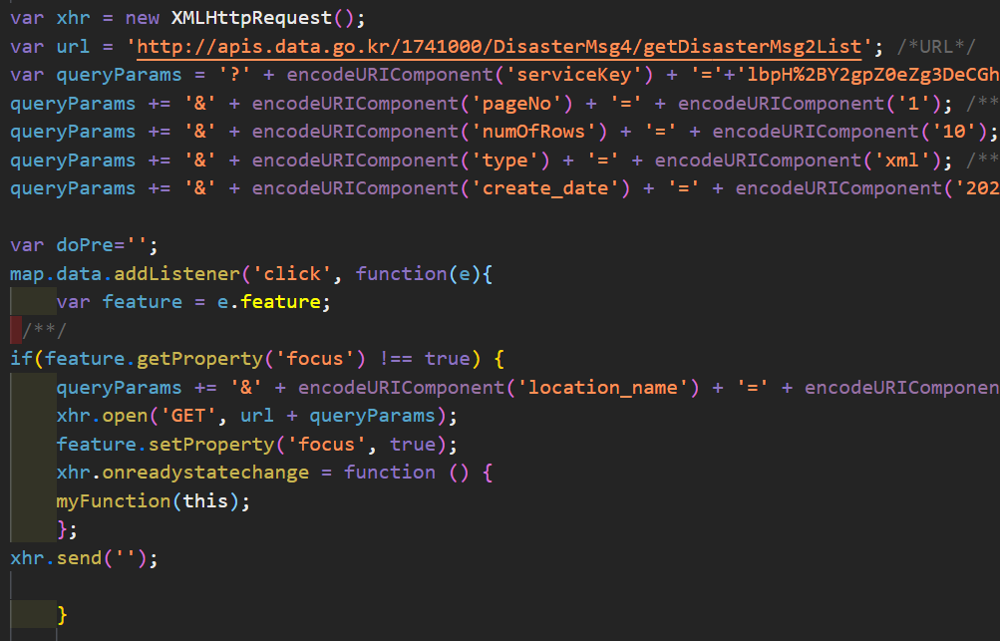 var xhr = new XMLHttpRequest();
var url = 'http://apis.data.go.kr/1741000/DisasterMsg4/getDisasterMsg2List'; /*URL*/
var queryParams = '?' + encodeURIComponent('serviceKey') + '='+'lbpH%2BY2gpZ0eZg3DeCGh
queryParams += '&' + encodeURIComponent('pageNo') + '=' + encodeURIComponent('1'); /**
queryParams += '&' + encodeURIComponent('numOfRows') + '=' + encodeURIComponent('10');
queryParams += '&' + encodeURIComponent('type') + '=' + encodeURIComponent('xml'); /**
queryParams += '&' + encodeURIComponent('create_date') + '=' + encodeURIComponent('202
var doPre='';
map.data.addListener('click', function(e){
var feature = e.feature;
/**/
if(feature.getProperty('focus') !== true) {
queryParams += '&' + encodeURIComponent('location_name') + '=' + encodeURIComponen
xhr.open('GET', url + queryParams);
feature.setProperty('focus', true);
xhr.onreadystatechange = function () {
myFunction(this);
};
xhr.send('');
}